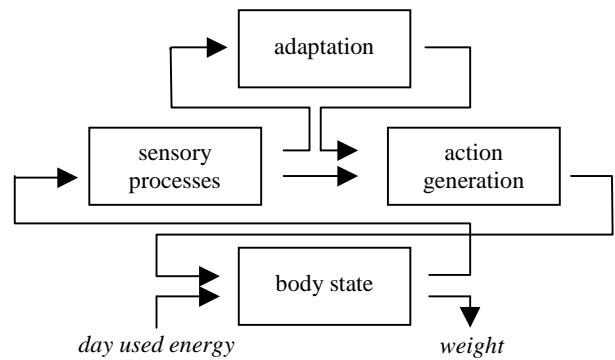 adaptation
sensory
processes
action
generation
body state
day used energy
weight